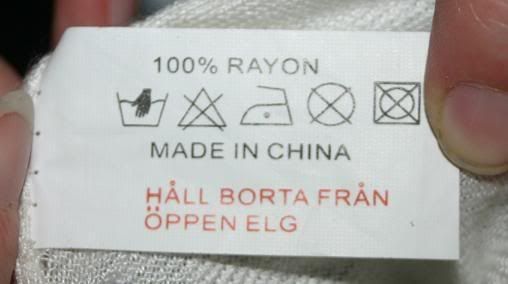 100% RAYON
MADE IN CHINA
HÅLL BORTA FRÅN
ÖPPEN ELG